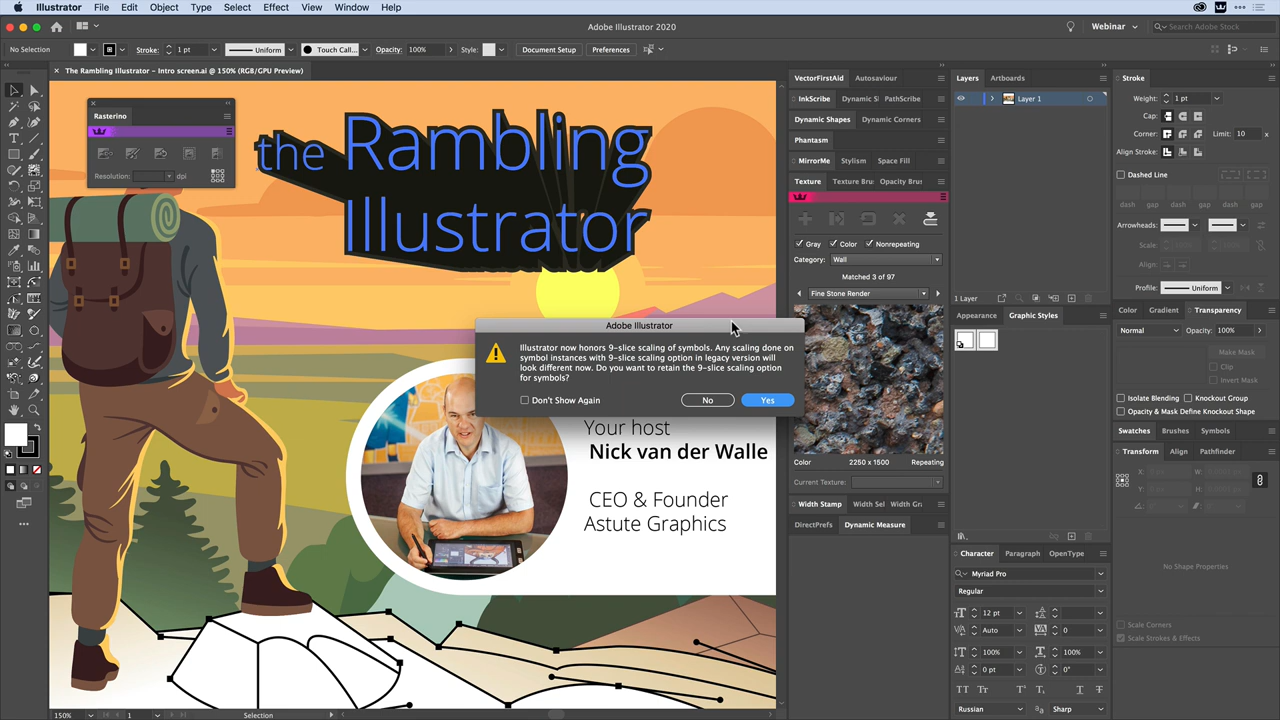 Illustrator File Edit Object Type Select Effect View Window Help
Adobe Illustrator 2020
Webinar
Search Adobe Stock
No Selection Stroke: 1 pt Uniform Touch Call... Opacity: 100% Style: Document Setup Preferences
× The Rambling Illustrator - Intro screen.ai @ 150% (RGB/GPU Preview)
Rasterino
Resolution: dpi
the Rambling
Illustrator
Adobe Illustrator
Illustrator now honors 9-slice scaling of symbols. Any scaling done on
symbol instances with 9-slice scaling option in legacy version will
look different now. Do you want to retain the 9-slice scaling option
for symbols?
Don't Show Again No Yes
Your host
Nick van der Walle
CEO & Founder
Astute Graphics
150% 1 Selection
VectorFirstAid Autosaviour
InkScribe Dynamic S PathScribe
Dynamic Shapes Dynamic Corners
Phantasm
MirrorMe Stylism Space Fill
Texture Texture Bru Opacity Brus
Gray Color Nonrepeating
Category: Wall
Matched 3 of 97
Fine Stone Render
Color 2250 x 1500 Repeating
Current Texture:
Width Stamp Width Sel Width Gr
DirectPrefs Dynamic Measure
Layers Artboards
Layer 1
1 Layer
Appearance Graphic Styles
Character Paragraph OpenType
Myriad Pro
Regular
12 pt
Auto 0
100% 100%
0 pt 0°
TT Tr T¹ T₁ T T
Russian Sharp
Stroke
Weight: 1 pt
Cap:
Corner: Limit: 10 x
Align Stroke:
Dashed Line
dash gap dash gap dash gap
Arrowheads:
Scale: 100% 100%
Align:
Profile: Uniform
Color Gradient Transparency
Normal Opacity: 100%
Make Mask
Clip
Invert Mask
Isolate Blending Knockout Group
Opacity & Mask Define Knockout Shape
Swatches Brushes Symbols
Transform Align Pathfinder
X: W:
Y: H:
No Shape Properties
Scale Corners
Scale Strokes & Effects